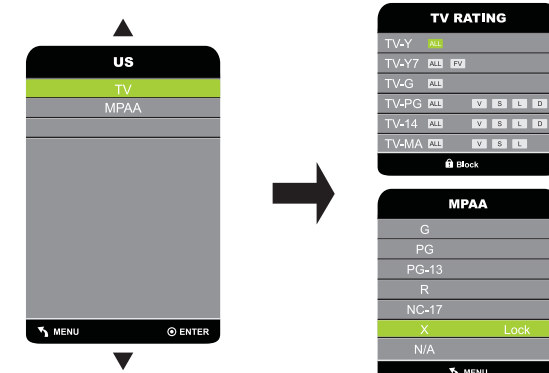 US
TV
MPAA
MENU ENTER
TV RATING
TV-Y ALL
TV-Y7 ALL FV
TV-G ALL
TV-PG ALL V S L D
TV-14 ALL V S L D
TV-MA ALL V S L
Block
MPAA
G
PG
PG-13
R
NC-17
X Lock
N/A
MENU